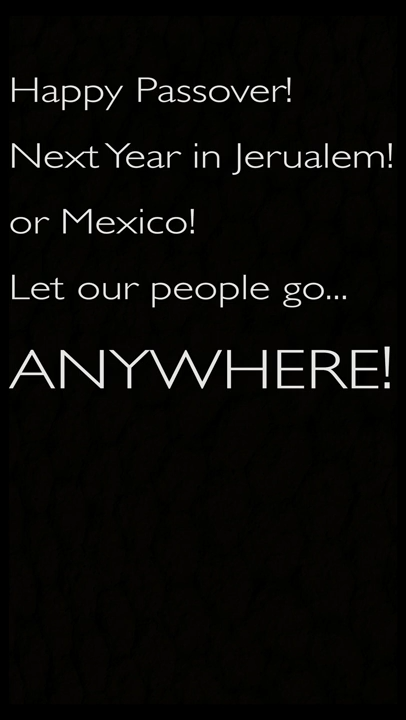 Happy Passover!
Next Year in Jerualem!
or Mexico!
Let our people go...
ANYWHERE!